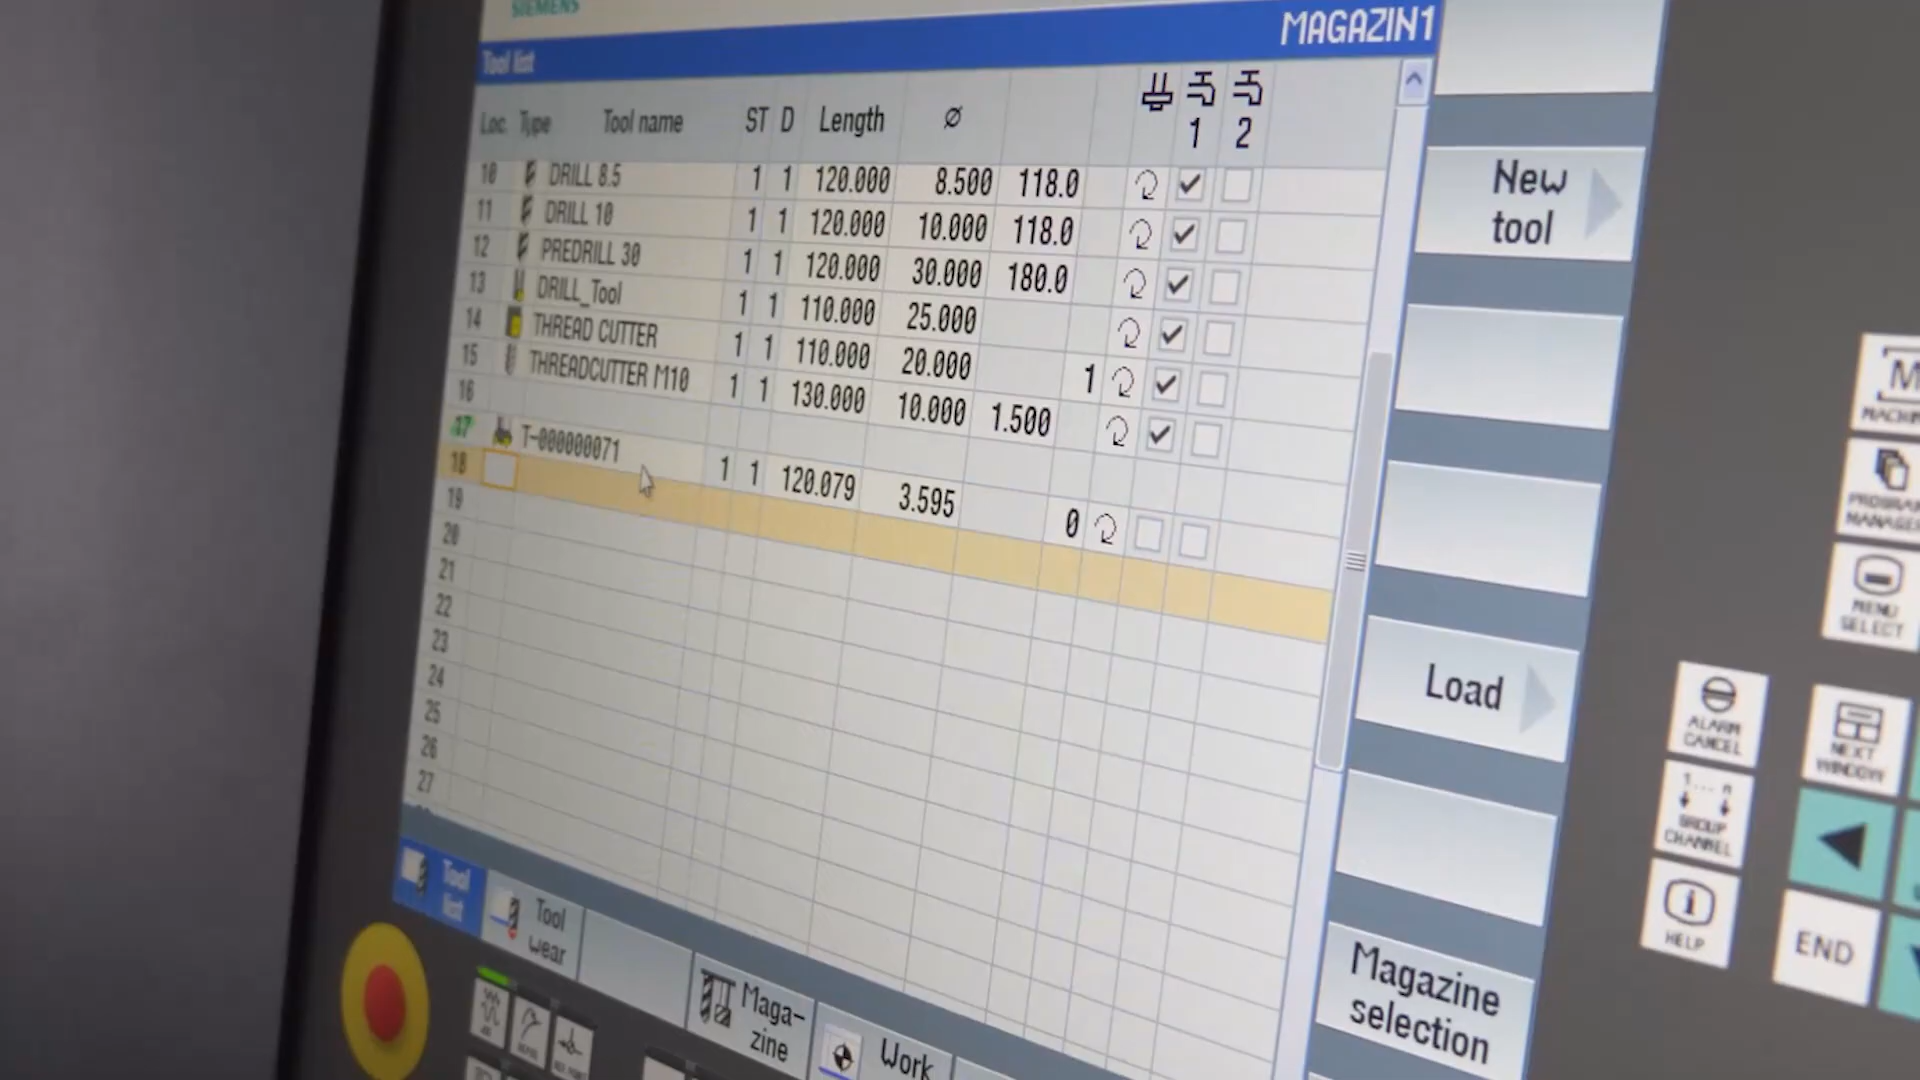 SIEMENS
MAGAZIN1
Tool list
Loc. Type Tool name ST D Length Ø 1 2
10 DRILL 8.5 1 1 120.000 8.500 118.0
11 DRILL 10 1 1 120.000 10.000 118.0
12 PREDRILL 30 1 1 120.000 30.000 180.0
13 DRILL_Tool 1 1 110.000 25.000
14 THREAD CUTTER 1 1 110.000 20.000 1
15 THREADCUTTER M10 1 1 130.000 10.000 1.500
16
17 T-000000071 1 1 120.079 3.595 0
18
19
20
21
22
23
24
25
26
27
New
tool
Load
Magazine
selection
Tool
list
Tool
wear
Maga-
zine
Work
MENU
SELECT
ALARM
CANCEL
NEXT
WINDOW
1... n
GROUP
CHANNEL
HELP
END